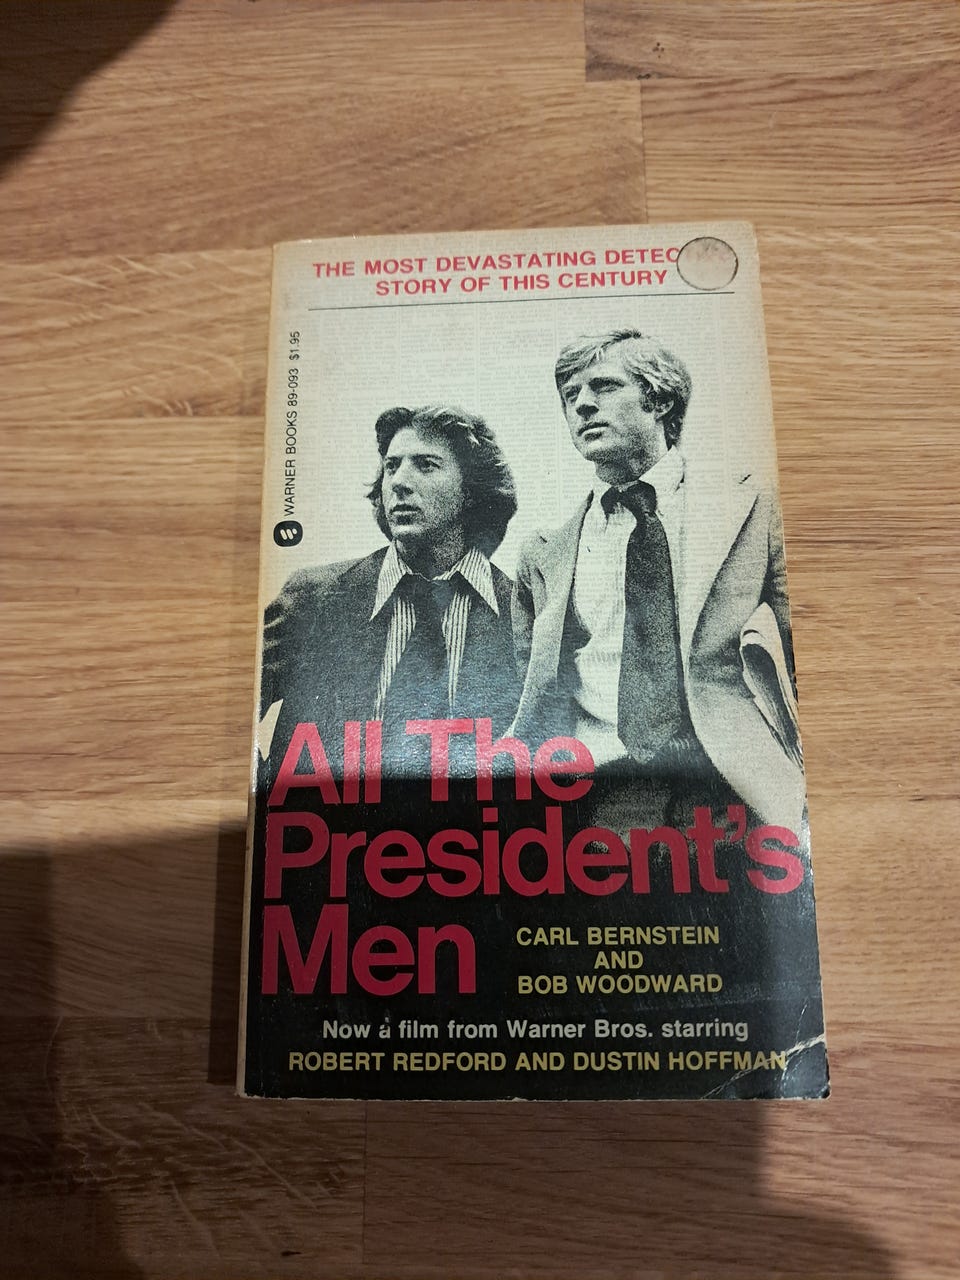 THE MOST DEVASTATING DETEC
STORY OF THIS CENTURY
WARNER BOOKS 89-093 $1.95
All The
President's
Men
CARL BERNSTEIN
AND
BOB WOODWARD
Now a film from Warner Bros. starring
ROBERT REDFORD AND DUSTIN HOFFMAN